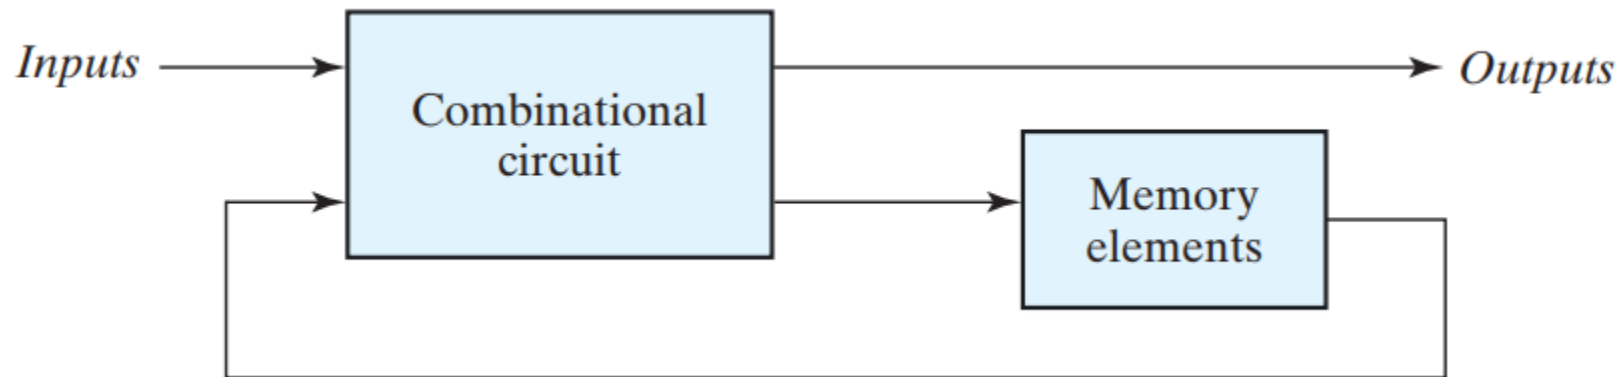 Inputs
Combinational
circuit
Outputs
Memory
elements